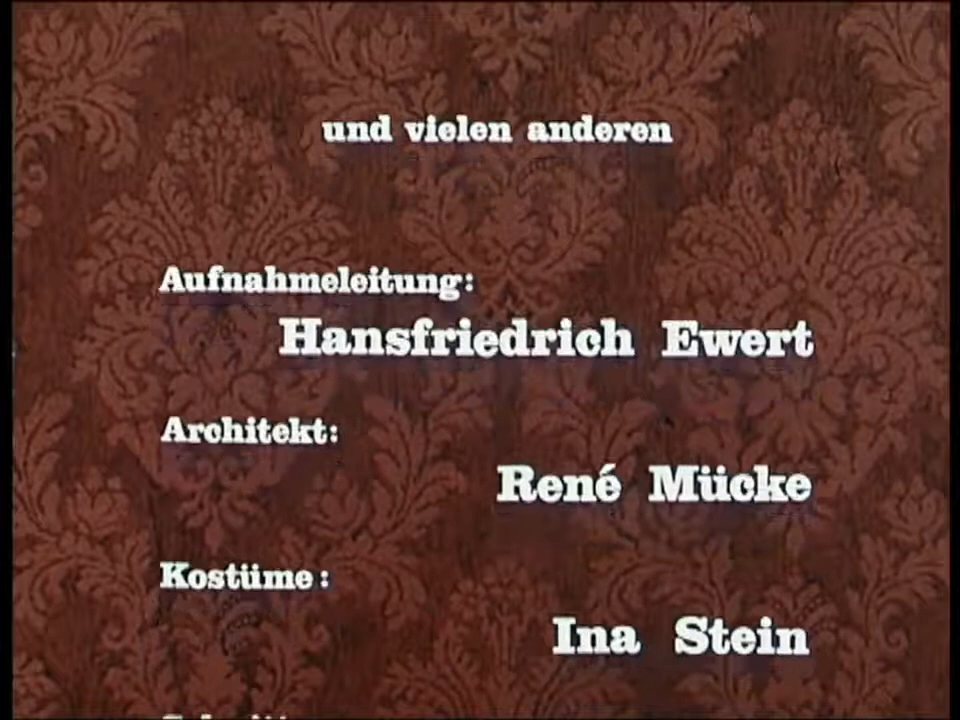 und vielen anderen
Aufnahmeleitung:
Hansfriedrich Ewert
Architekt:
René Mücke
Kostüme:
Ina Stein